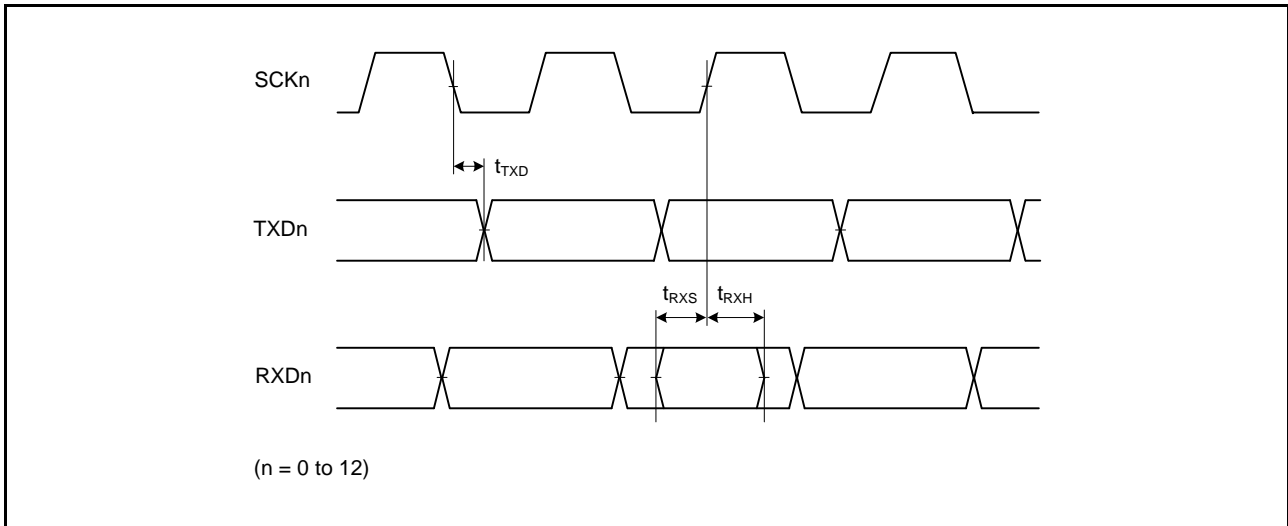 SCKn
tTXD
TXDn
tRXS tRXH
RXDn
(n = 0 to 12)